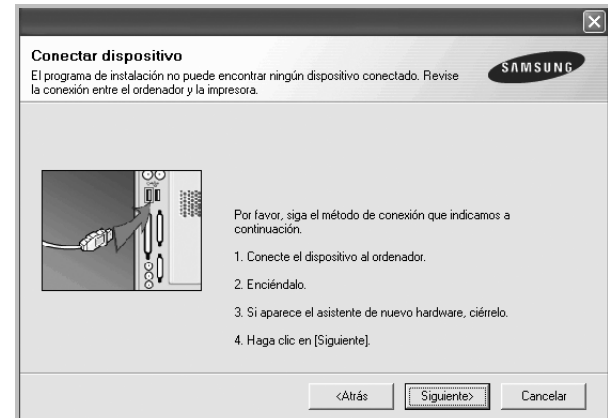 Conectar dispositivo
El programa de instalación no puede encontrar ningún dispositivo conectado. Revise
la conexión entre el ordenador y la impresora.
SAMSUNG
Por favor, siga el método de conexión que indicamos a
continuación.
1. Conecte el dispositivo al ordenador.
2. Enciéndalo.
3. Si aparece el asistente de nuevo hardware, ciérrelo.
4. Haga clic en [Siguiente].
<Atrás
Siguiente>
Cancelar